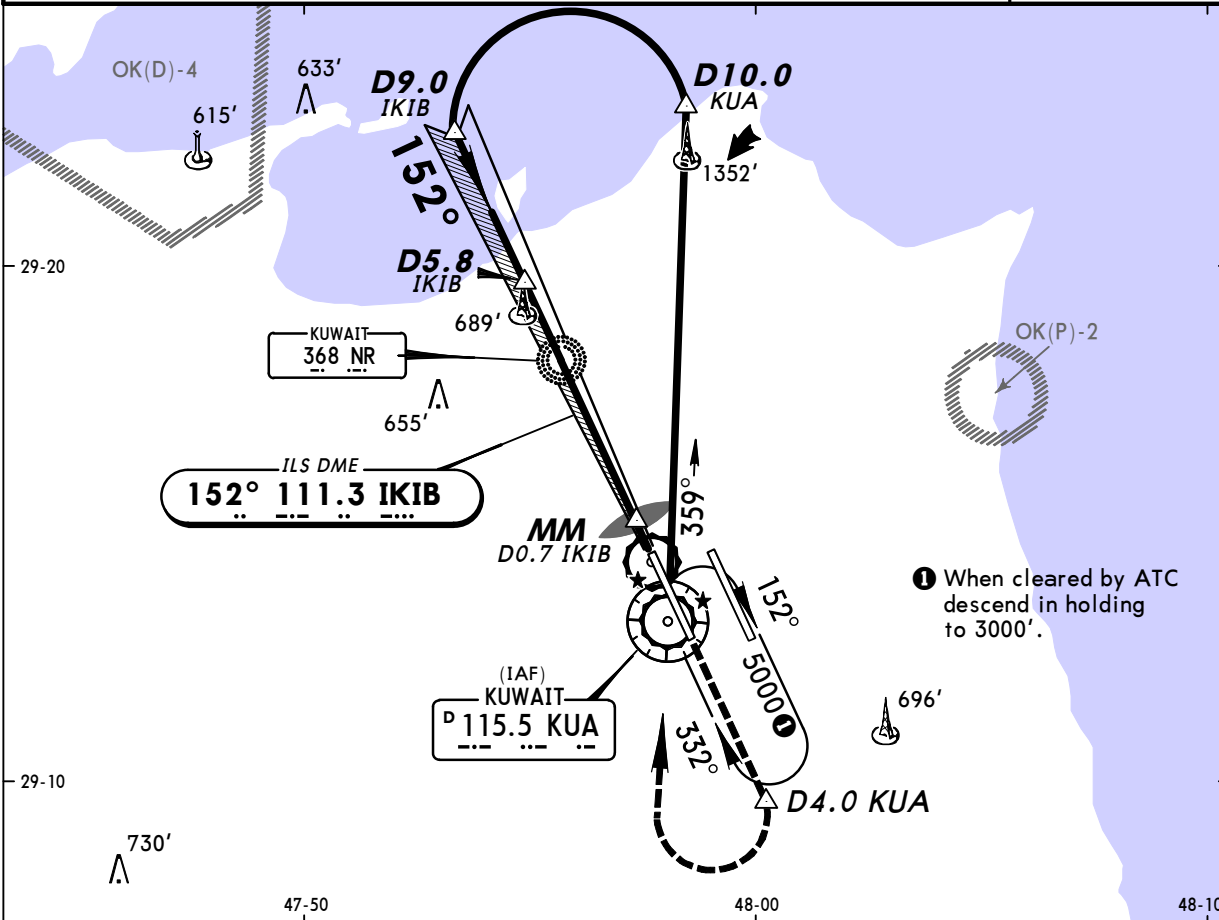 OK(D)-4
633'
615'
D9.0
IKIB
D10.0
KUA
1352'
152°
29-20
D5.8
IKIB
689'
KUWAIT
368 NR
655'
OK(P)-2
ILS DME
152° 111.3 IKIB
359°
MM
D0.7 IKIB
152°
❶ When cleared by ATC
descend in holding
to 3000'.
5000❶
(IAF)
KUWAIT
D 115.5 KUA
332°
696'
29-10
D4.0 KUA
730'
47-50
48-00
48-10